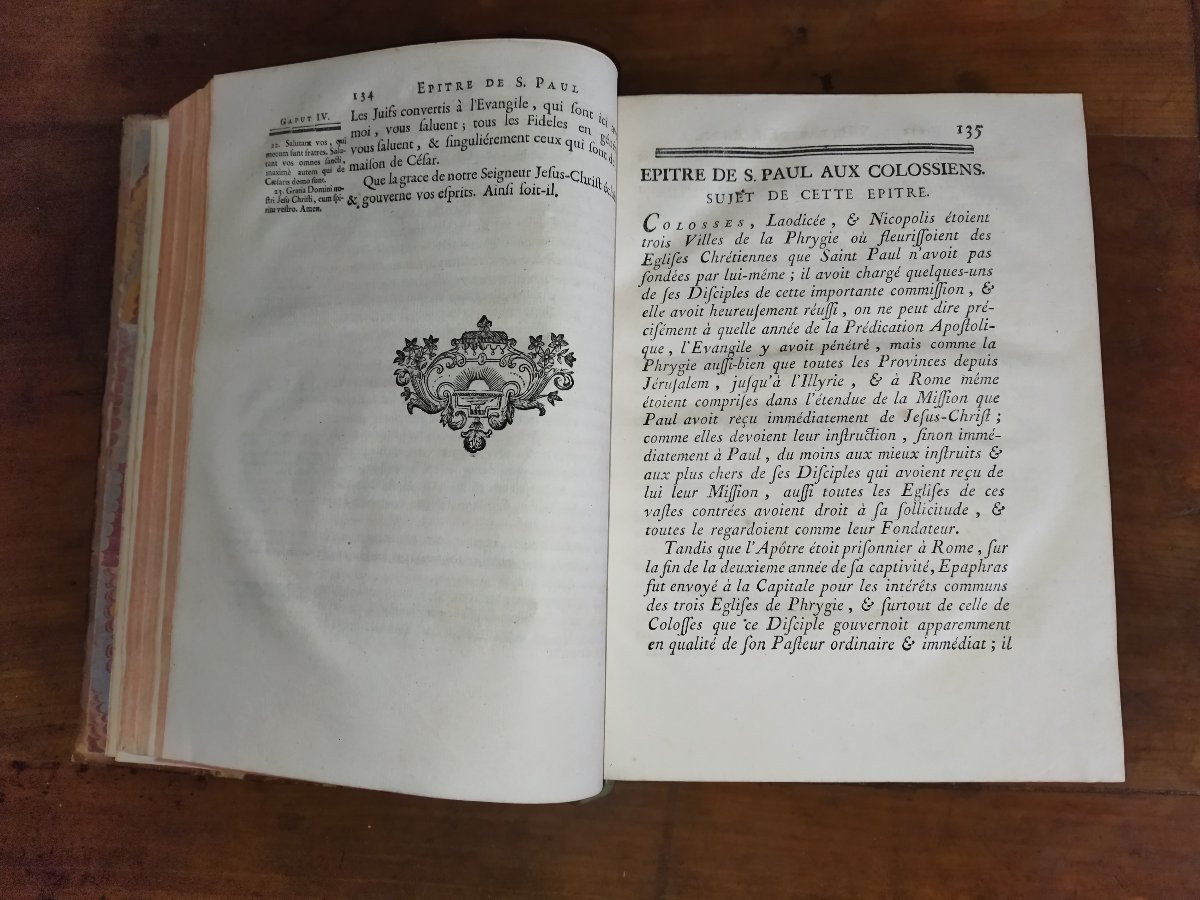 134 EPITRE DE S. PAUL
CAPUT IV.
22. Salutant vos, qui
mecum sunt fratres. Salu-
tant vos omnes sancti,
maximè autem qui de
Cæsaris domo sunt.
23. Gratia Domini no-
stri Jesu Christi, cum spi-
ritu vestro. Amen.
Les Juifs convertis à l'Evangile, qui ſont ici
moi, vous ſaluent; tous les Fideles en
vous ſaluent, & ſinguliérement ceux qui ſont
maiſon de Céſar.
Que la grace de notre Seigneur Jeſus-Chriſt
& gouverne vos eſprits. Ainſi ſoit-il.
135
EPITRE DE S. PAUL AUX COLOSSIENS.
SUJET DE CETTE EPITRE.
COLOSSES, Laodicée, & Nicopolis étoient
trois Villes de la Phrygie où fleuriſſoient des
Egliſes Chrétiennes que Saint Paul n'avoit pas
fondées par lui-même; il avoit chargé quelques-uns
de ſes Diſciples de cette importante commiſſion, &
elle avoit heureuſement réuſſi, on ne peut dire pré-
ciſément à quelle année de la Prédication Apoſtoli-
que, l'Evangile y avoit pénétré, mais comme la
Phrygie auſſi-bien que toutes les Provinces depuis
Jéruſalem, juſqu'à l'Illyrie, & à Rome même
étoient compriſes dans l'étendue de la Miſſion que
Paul avoit reçu immédiatement de Jeſus-Chriſt;
comme elles devoient leur inſtruction, ſinon immé-
diatement à Paul, du moins aux mieux inſtruits &
aux plus chers de ſes Diſciples qui avoient reçu de
lui leur Miſſion, auſſi toutes les Egliſes de ces
vaſtes contrées avoient droit à ſa ſollicitude, &
toutes le regardoient comme leur Fondateur.
Tandis que l'Apôtre étoit priſonnier à Rome, ſur
la fin de la deuxieme année de ſa captivité, Epaphras
fut envoyé à la Capitale pour les intérêts communs
des trois Egliſes de Phrygie, & ſurtout de celle de
Coloſſes que ce Diſciple gouvernoit apparemment
en qualité de ſon Paſteur ordinaire & immédiat; il